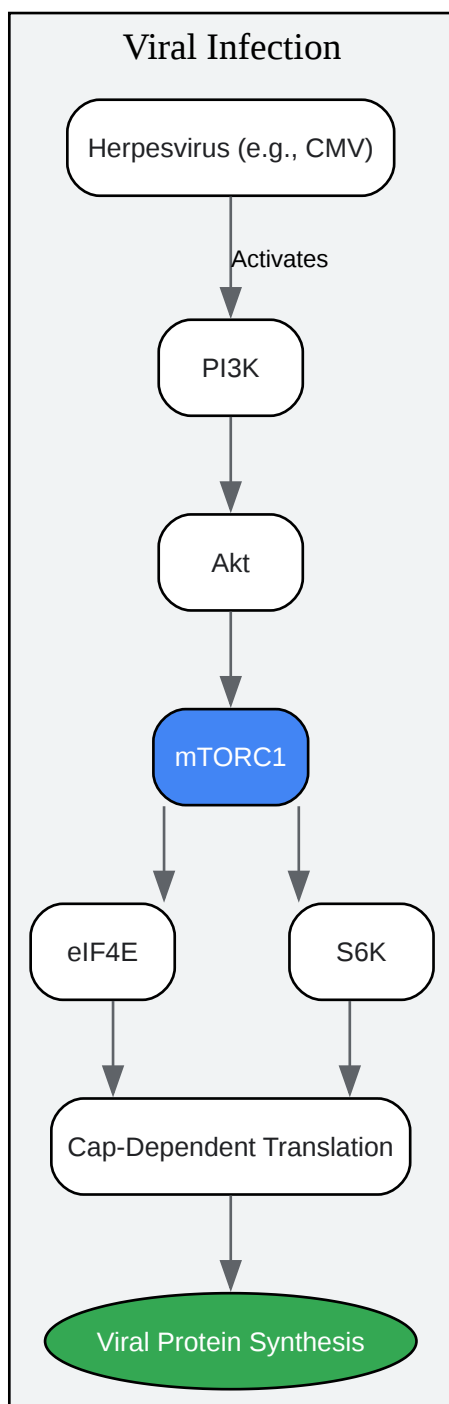 Viral Infection
Herpesvirus (e.g., CMV)
Activates
PI3K
Akt
mTORC1
eIF4E
S6K
Cap-Dependent Translation
Viral Protein Synthesis